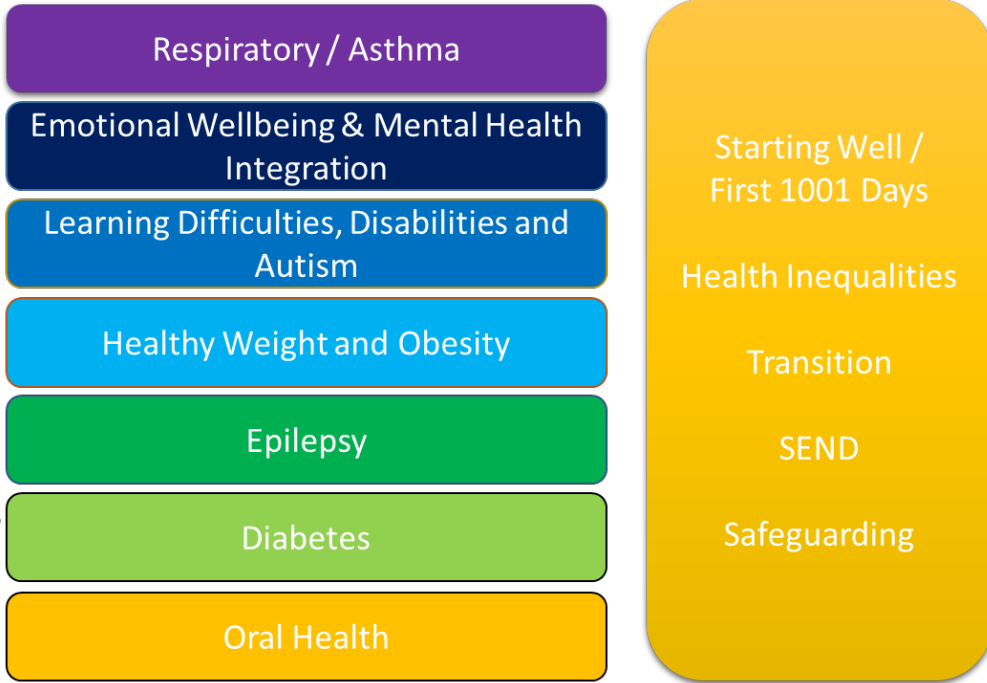 Respiratory / Asthma
Emotional Wellbeing & Mental Health
Integration
Learning Difficulties, Disabilities and
Autism
Healthy Weight and Obesity
Epilepsy
Diabetes
Oral Health
Starting Well /
First 1001 Days
Health Inequalities
Transition
SEND
Safeguarding